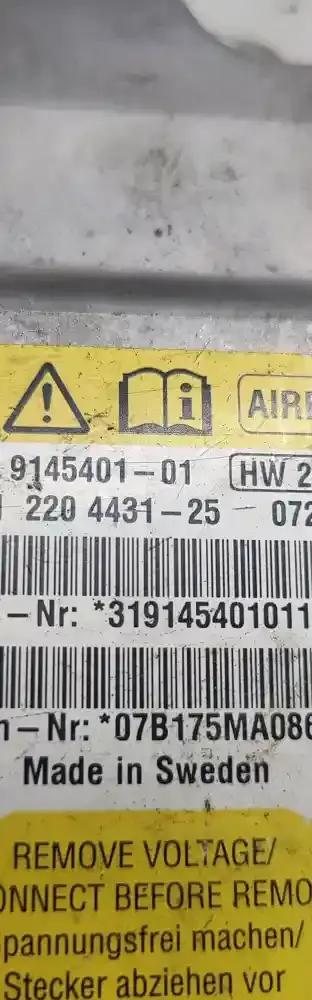 AIR
9145401-01 HW 2
220 4431-25 - 072
-Nr: *319145401011
-Nr: *07B175MA086
Made in Sweden
REMOVE VOLTAGE/
ONNECT BEFORE REMO
pannungsfrei machen/
Stecker abziehen vor